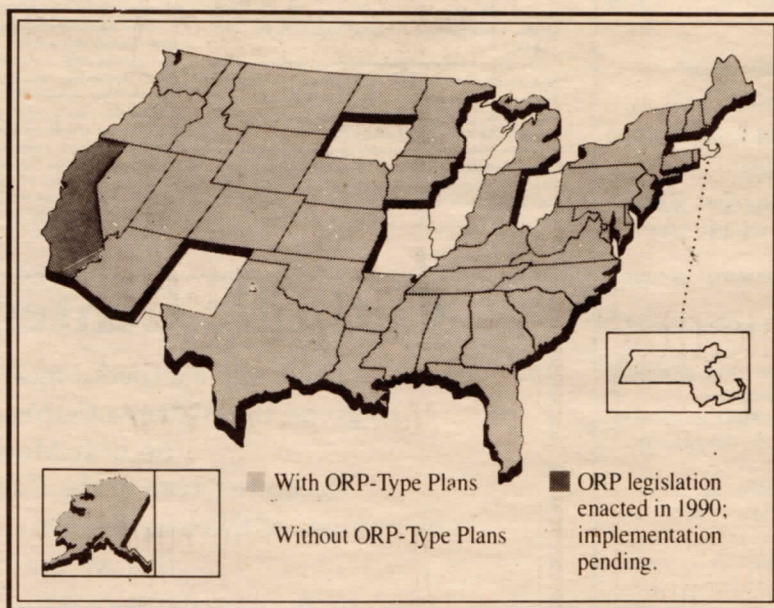 With ORP-Type Plans
Without ORP-Type Plans
ORP legislation
enacted in 1990;
implementation
pending.